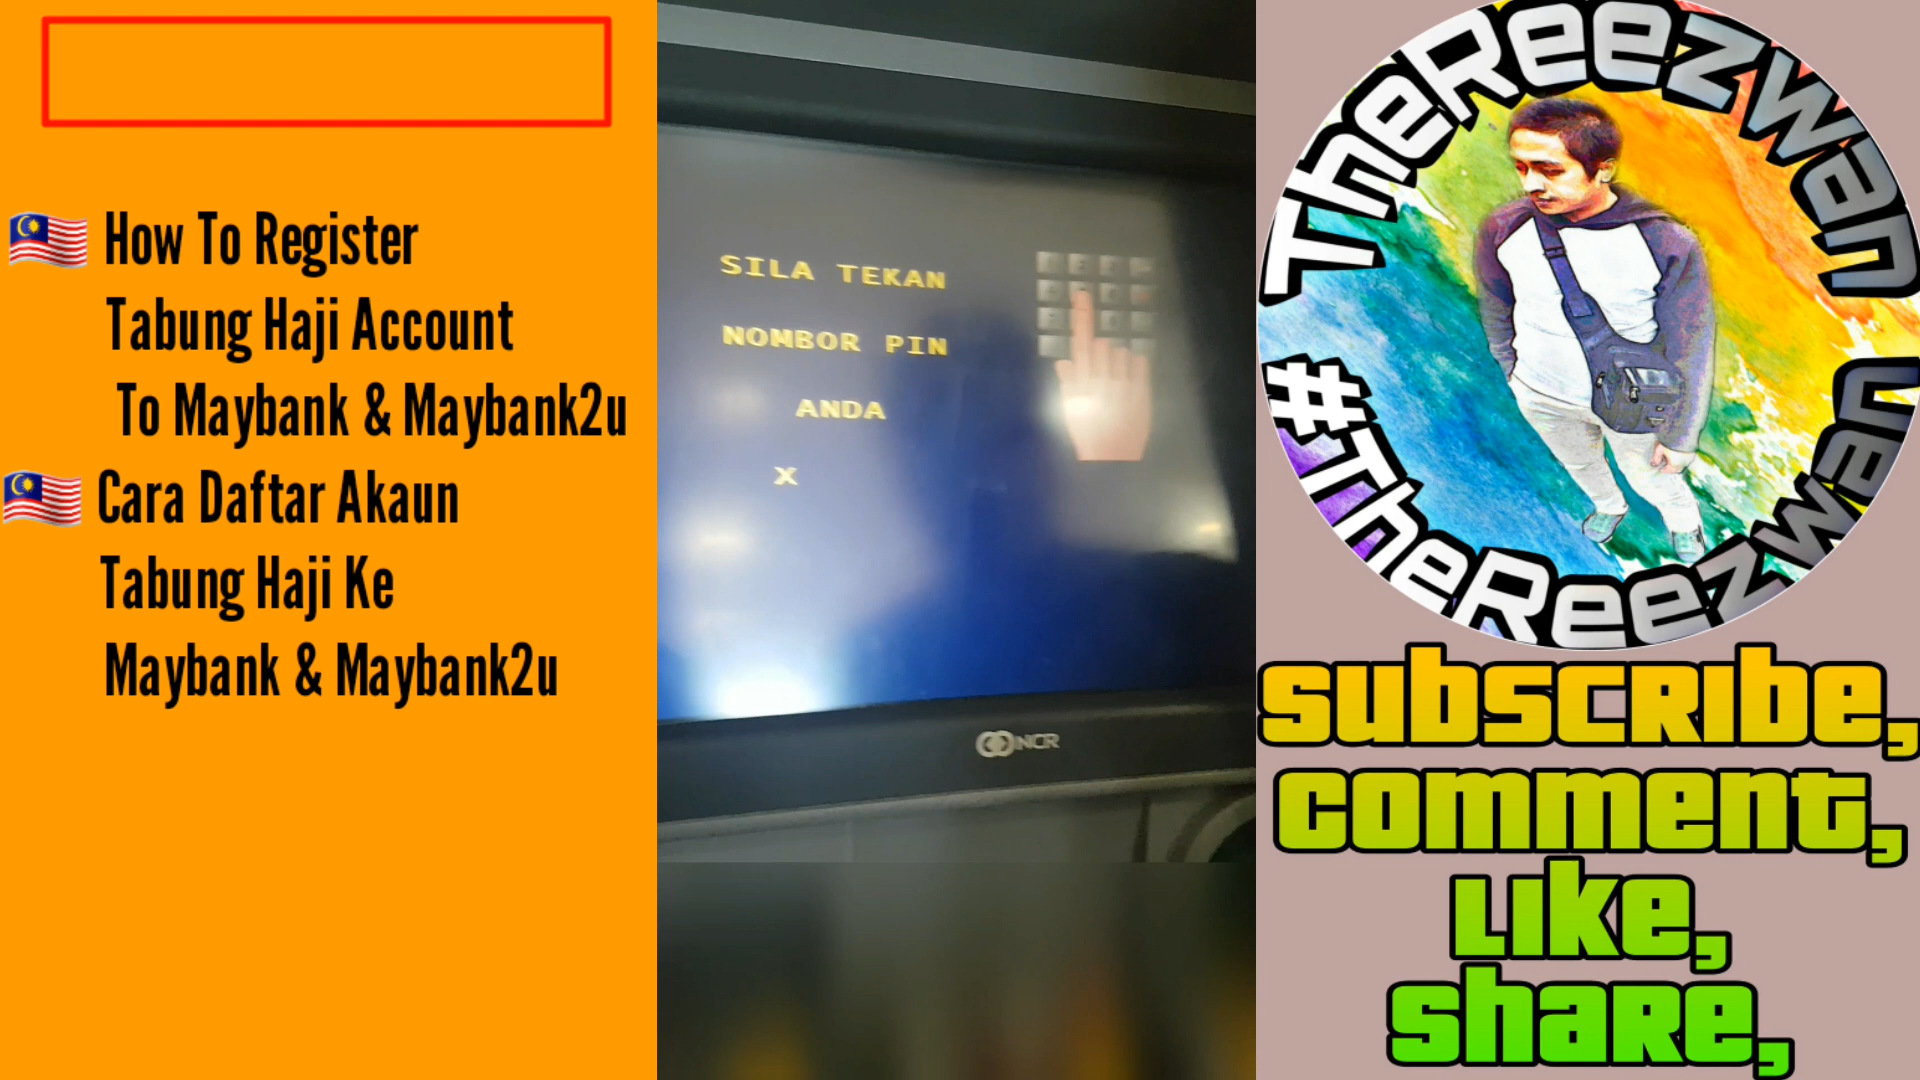 How To Register
Tabung Haji Account
To Maybank & Maybank2u
Cara Daftar Akaun
Tabung Haji Ke
Maybank & Maybank2u
SILA TEKAN
NOMBOR PIN
ANDA
X
NCR
TheReezwan
#TheReezwan
Subscribe,
Comment,
Like,
Share,